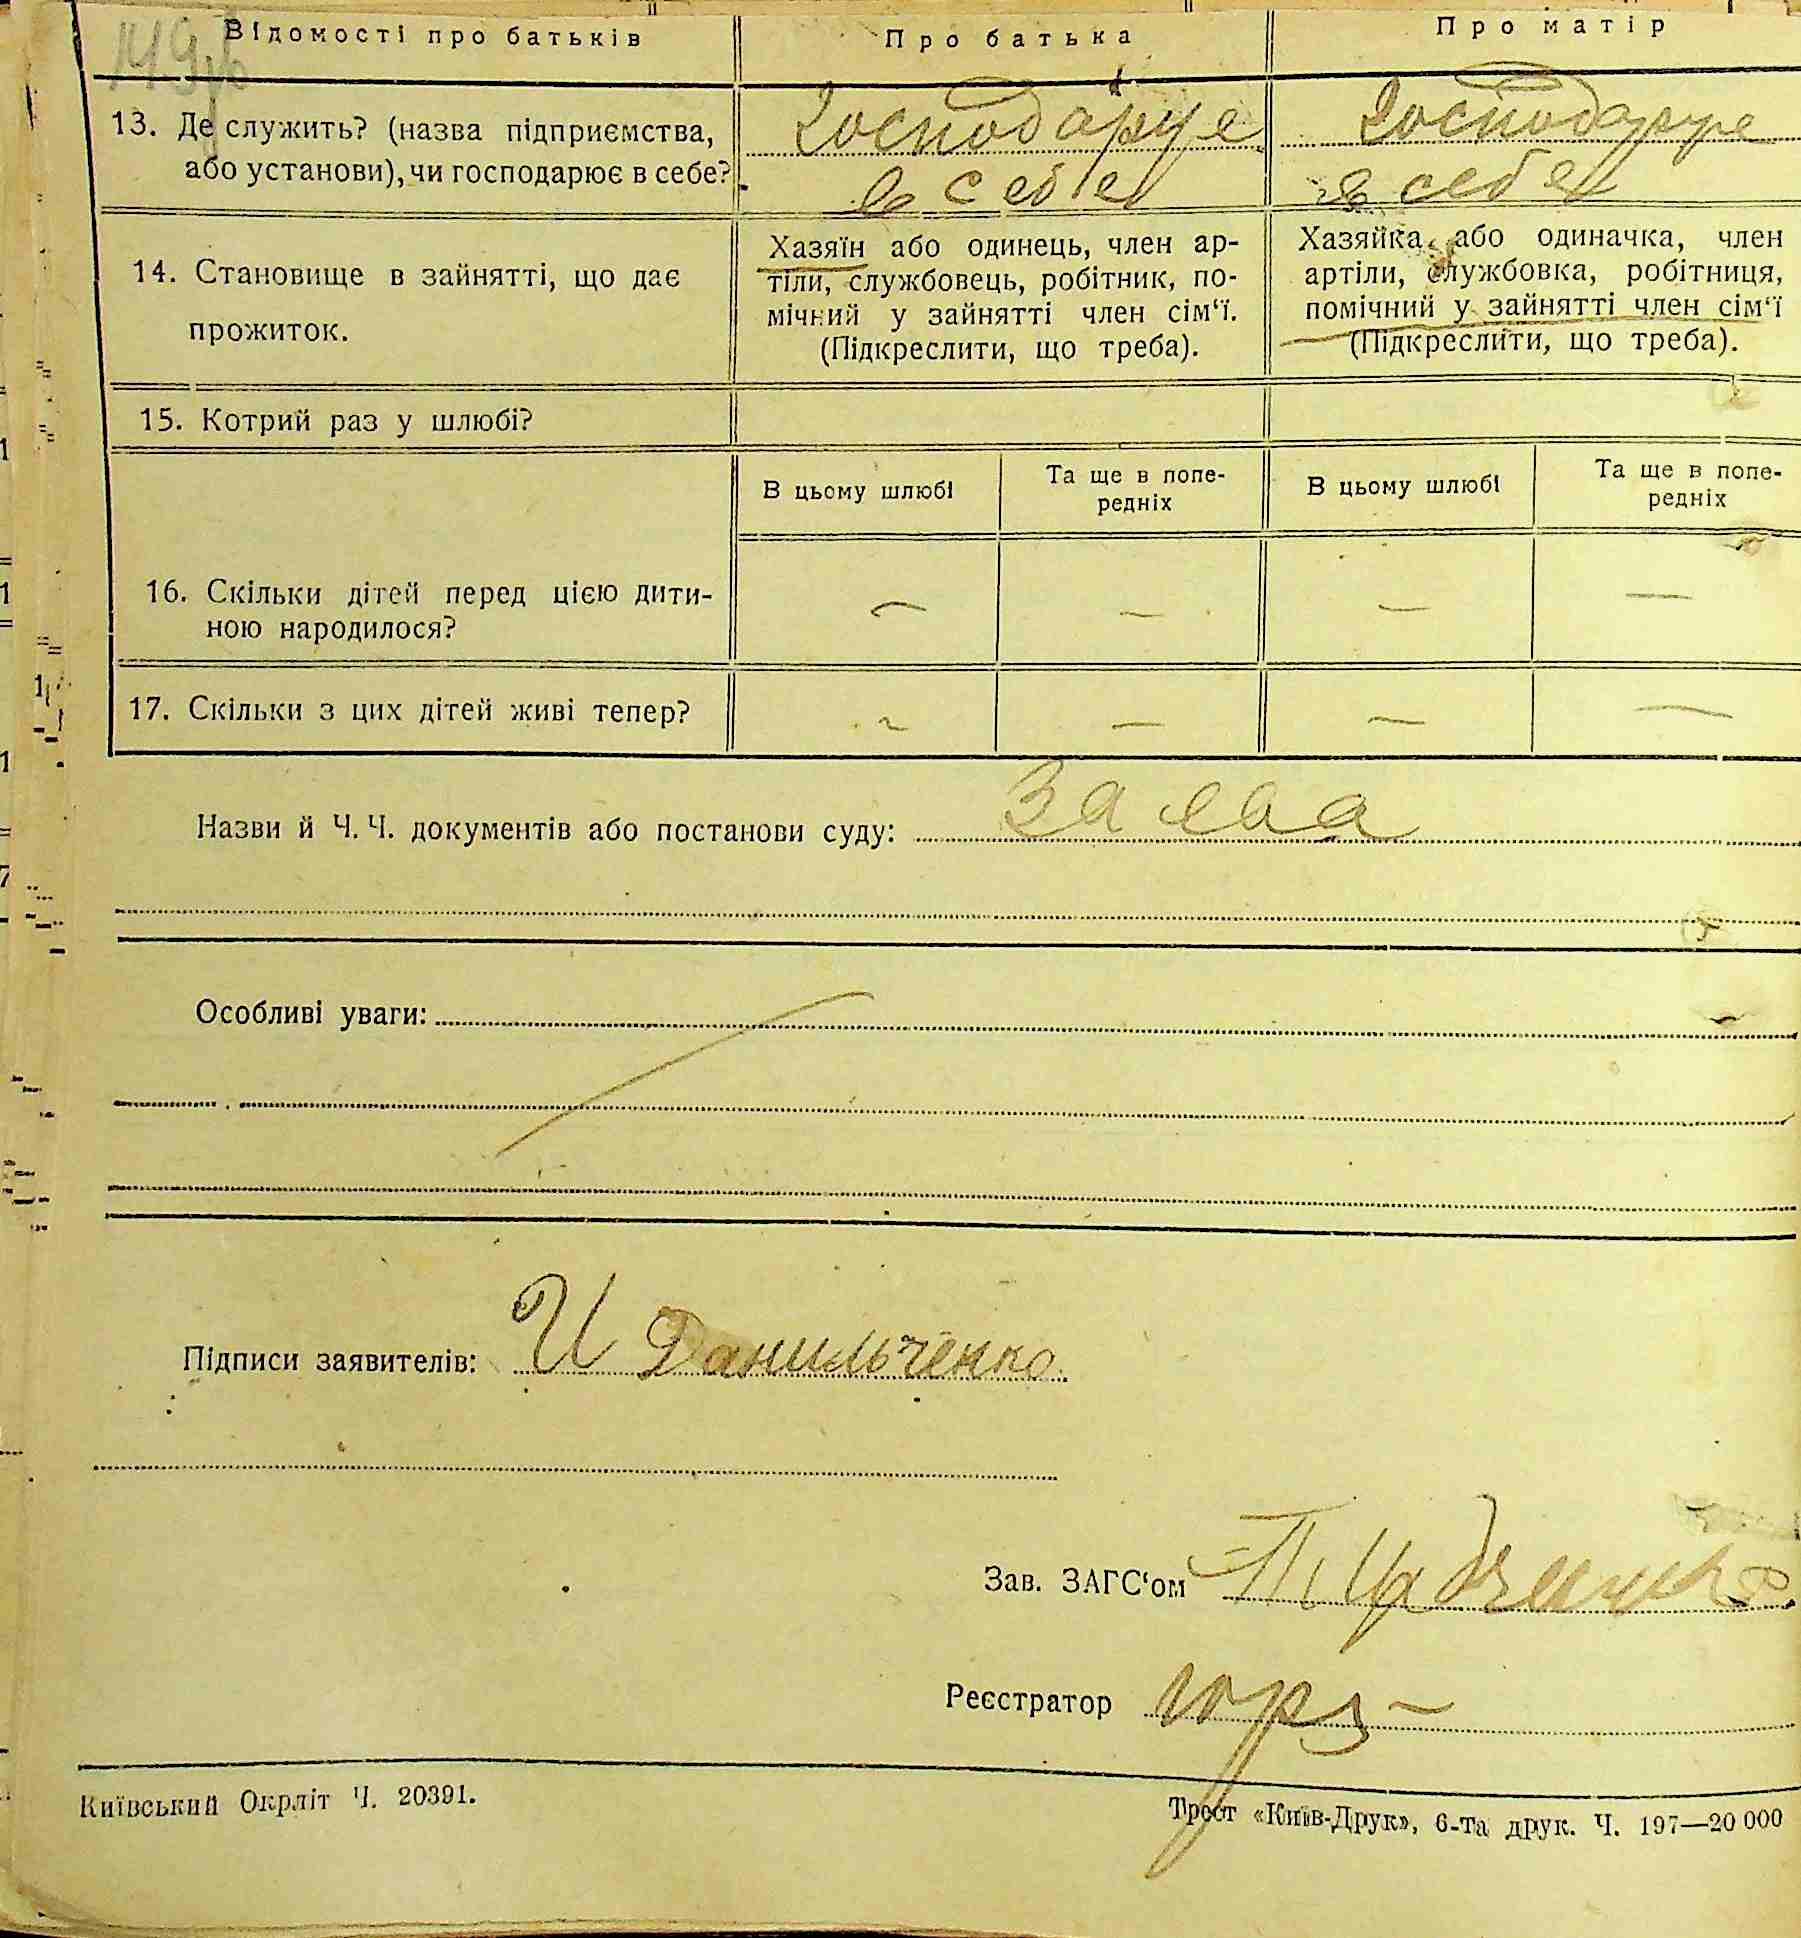 Відомості про батьків
Про батька
Про матір
13. Де служить? (назва підприємства,
або установи), чи господарює в себе?
Господарує
в себе
Господарує
в себе
14. Становище в зайнятті, що дає
прожиток.
Хазяїн або одинець, член ар-
тіли, службовець, робітник, по-
мічний у зайнятті член сім‘ї.
(Підкреслити, що треба).
Хазяйка або одиначка, член
артіли, службовка, робітниця,
помічний у зайнятті член сім‘ї
(Підкреслити, що треба).
15. Котрий раз у шлюбі?
В цьому шлюбі
Та ще в попе-
редніх
В цьому шлюбі
Та ще в попе-
редніх
16. Скільки дітей перед цією дити-
ною народилося?
— — — —
17. Скільки з цих дітей живі тепер?
— — — —
Назви й Ч. Ч. документів або постанови суду: Заява
Особливі уваги:
Підписи заявителів: И Данильченко
Зав. ЗАГС‘ом
Реєстратор
Київський Окрліт Ч. 20391.
Трест «Київ-Друк», 6-та друк. Ч. 197—20 000